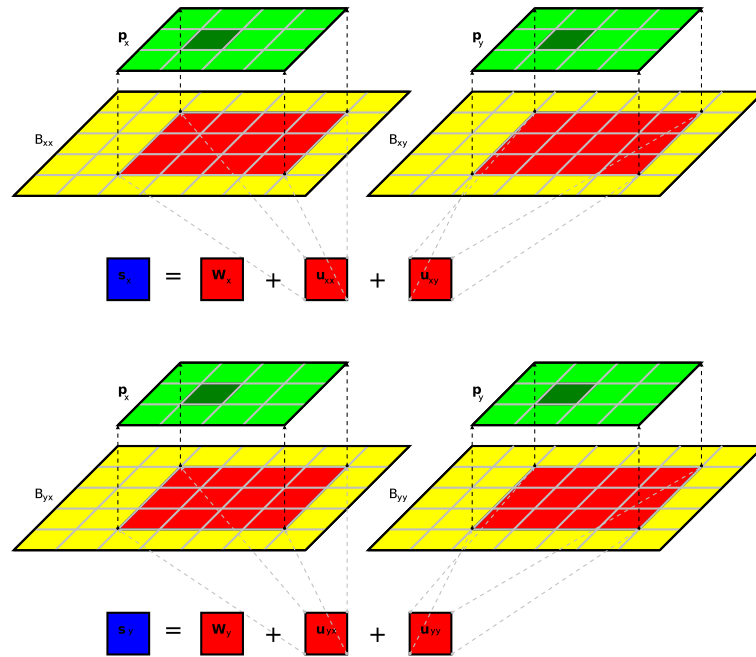 p_x p_y
B_xx B_xy
s_x = W_x + u_xx + u_xy
p_x p_y
B_yx B_yy
s_y = W_y + u_yx + u_yy